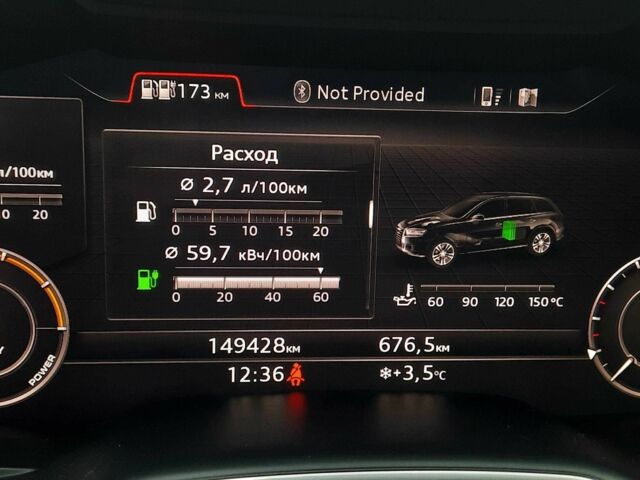 173 км
Not Provided
Расход
л/100км
10 20
Ø 2,7 л/100км
0 5 10 15 20
Ø 59,7 кВч/100км
0 20 40 60
60 90 120 150°C
POWER
149428км 676,5км
12:36 +3,5°C